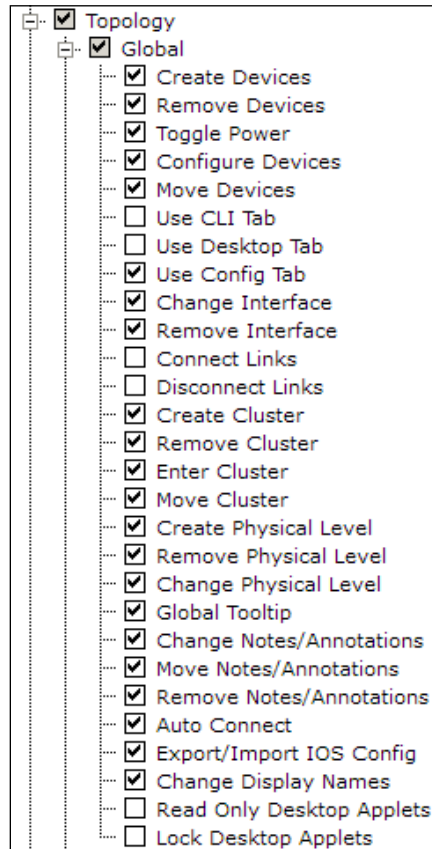 Topology
Global
Create Devices
Remove Devices
Toggle Power
Configure Devices
Move Devices
Use CLI Tab
Use Desktop Tab
Use Config Tab
Change Interface
Remove Interface
Connect Links
Disconnect Links
Create Cluster
Remove Cluster
Enter Cluster
Move Cluster
Create Physical Level
Remove Physical Level
Change Physical Level
Global Tooltip
Change Notes/Annotations
Move Notes/Annotations
Remove Notes/Annotations
Auto Connect
Export/Import IOS Config
Change Display Names
Read Only Desktop Applets
Lock Desktop Applets